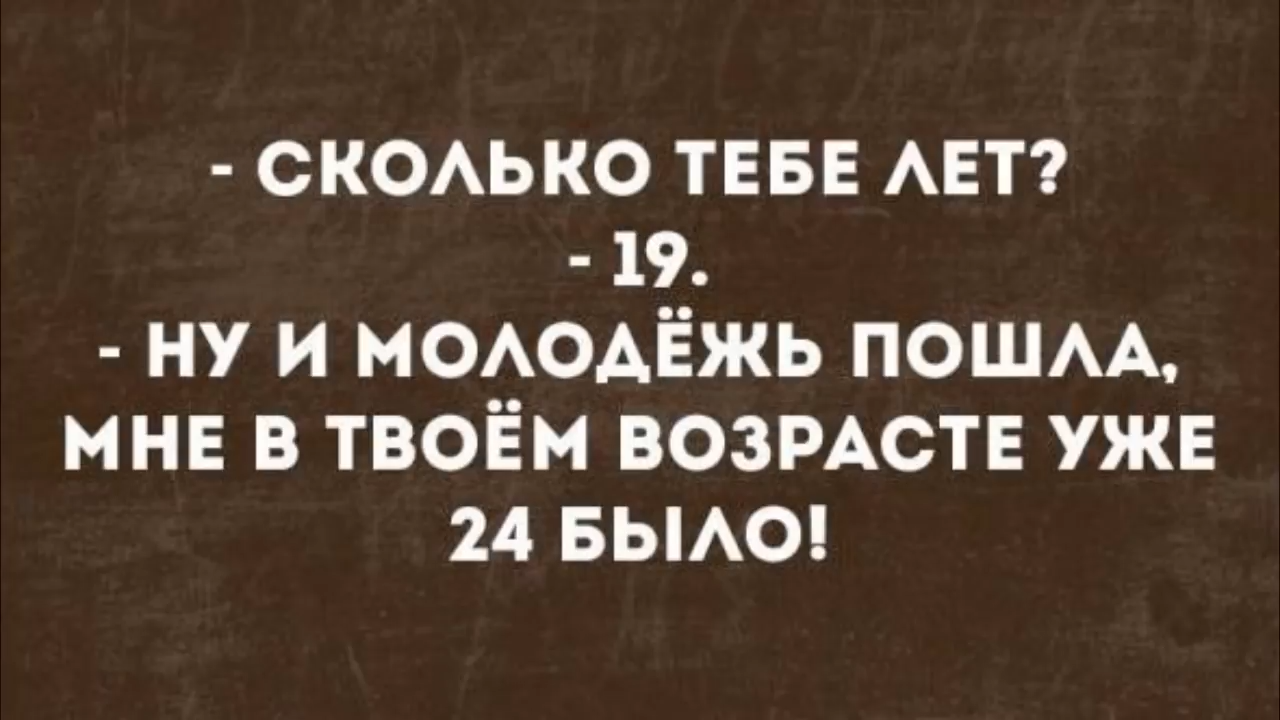 - СКОЛЬКО ТЕБЕ ЛЕТ?
- 19.
- НУ И МОЛОДЁЖЬ ПОШЛА,
МНЕ В ТВОЁМ ВОЗРАСТЕ УЖЕ
24 БЫЛО!